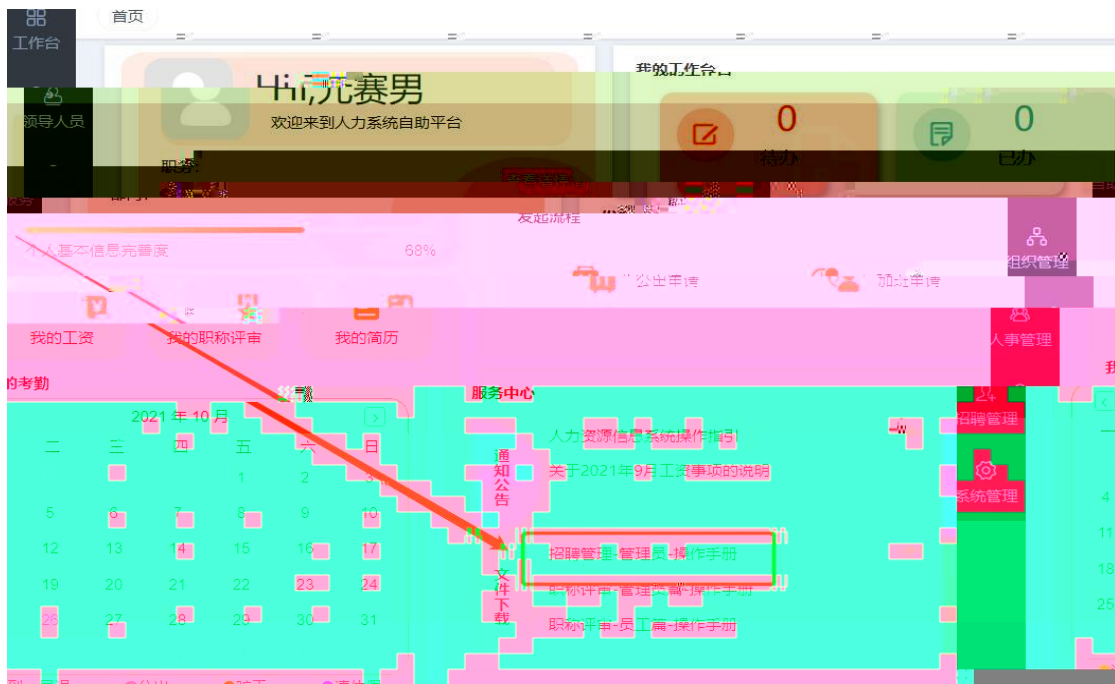 首页
工作台
我的工作台
Hi,亢赛男
欢迎来到人力系统自助平台
领导人员
0
待办
0
已办
职务:
发起流程
个人基本信息完善度
68%
组织管理
公出申请
加班申请
我的工资
我的职称评审
我的简历
人事管理
的考勤
服务中心
招聘管理
2021 年 10 月
二 三 四 五 六 日
1 2 3
5 6 7 8 9 10
12 13 14 15 16 17
19 20 21 22 23 24
26 27 28 29 30 31
通知公告
人力资源信息系统操作指引
关于2021年9月工资事项的说明
系统管理
文件下载
招聘管理-管理员-操作手册
职称评审-管理员篇-操作手册
职称评审-员工篇-操作手册
4
11
18
25